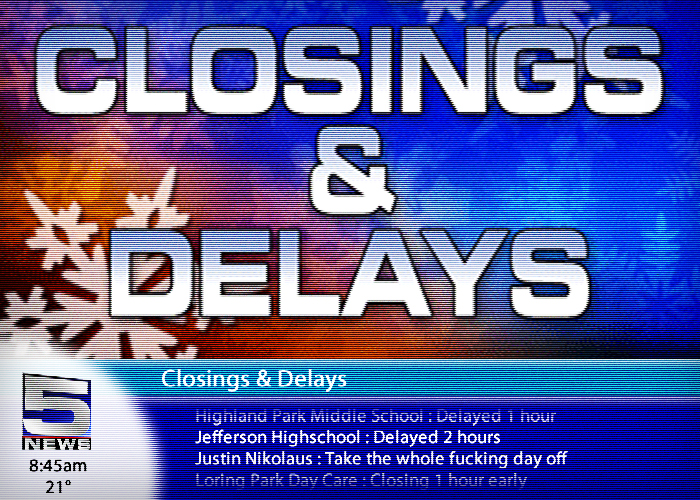 CLOSINGS
&
DELAYS
Closings & Delays
Highland Park Middle School : Delayed 1 hour
Jefferson Highschool : Delayed 2 hours
Justin Nikolaus : Take the whole fucking day off
Loring Park Day Care : Closing 1 hour early
5
NEWS
8:45am
21°